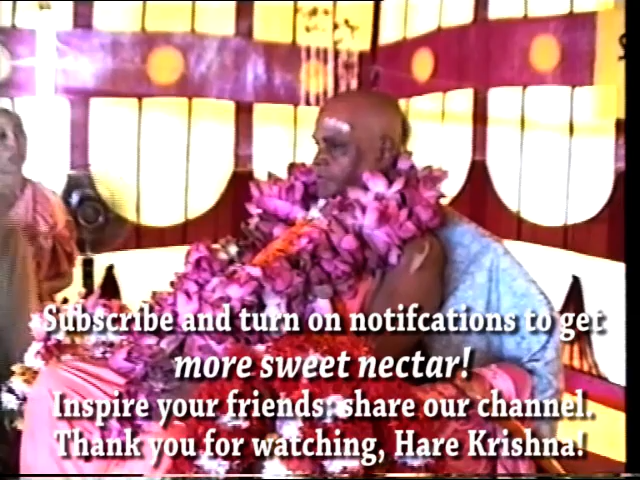 Subscribe and turn on notifcations to get
more sweet nectar!
Inspire your friends: share our channel.
Thank you for watching, Hare Krishna!